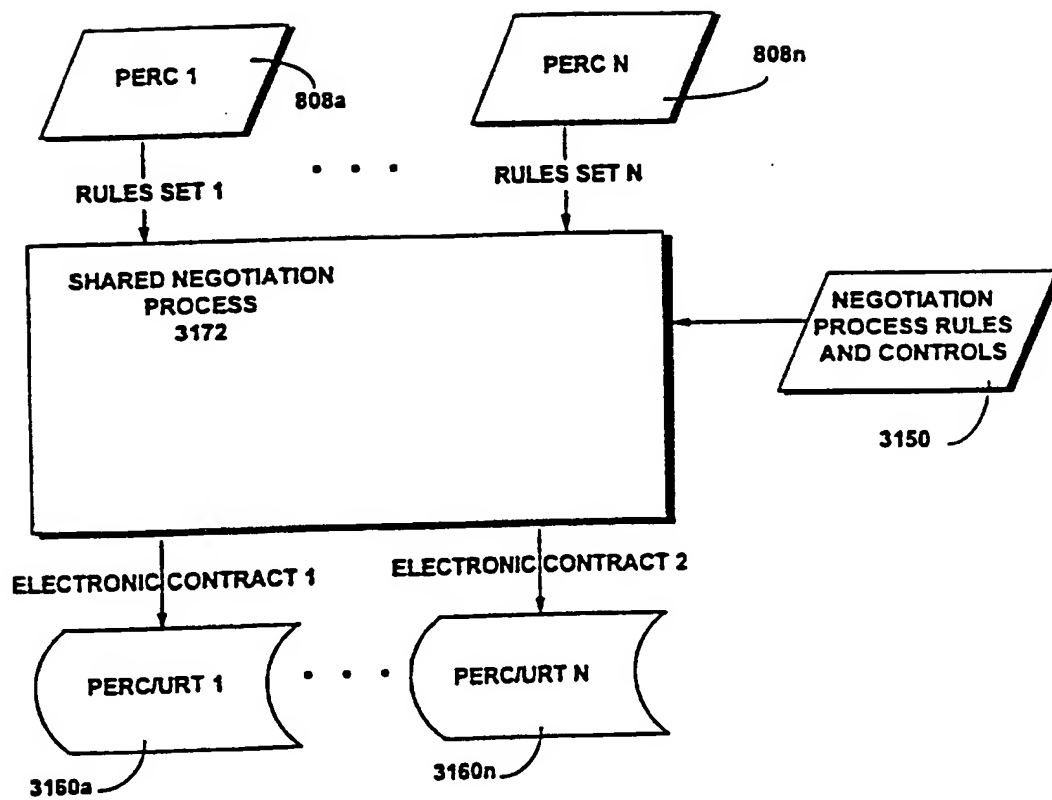 PERC 1
808a
PERC N
808n
RULES SET 1
RULES SET N
SHARED NEGOTIATION
PROCESS
3172
NEGOTIATION
PROCESS RULES
AND CONTROLS
3150
ELECTRONIC CONTRACT 1
ELECTRONIC CONTRACT 2
PERC/URT 1
PERC/URT N
3160a
3160n